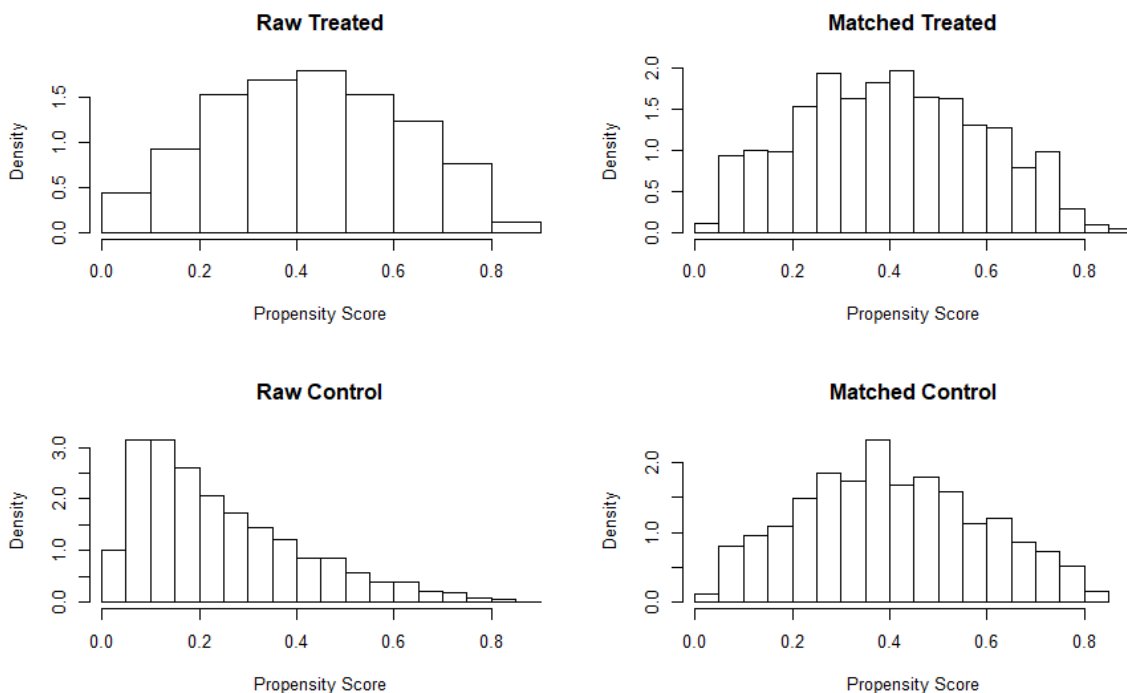 Raw Treated
Density
0.0 0.5 1.0 1.5
0.0 0.2 0.4 0.6 0.8
Propensity Score
Matched Treated
Density
0.0 0.5 1.0 1.5 2.0
0.0 0.2 0.4 0.6 0.8
Propensity Score
Raw Control
Density
0.0 1.0 2.0 3.0
0.0 0.2 0.4 0.6 0.8
Propensity Score
Matched Control
Density
0.0 1.0 2.0
0.0 0.2 0.4 0.6 0.8
Propensity Score